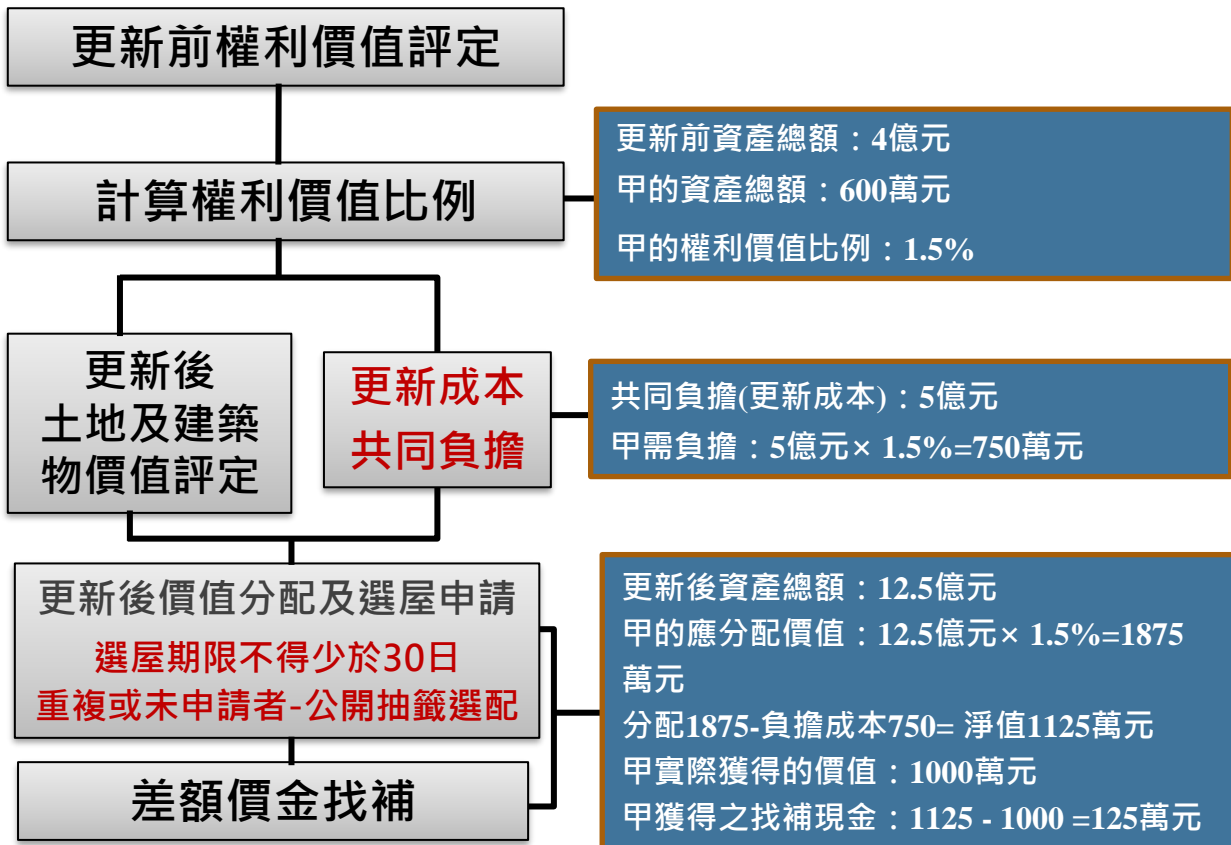 更新前權利價值評定
計算權利價值比例
更新前資產總額：4億元
甲的資產總額：600萬元
甲的權利價值比例：1.5%
更新後
土地及建築
物價值評定
更新成本
共同負擔
共同負擔(更新成本)：5億元
甲需負擔：5億元× 1.5%=750萬元
更新後價值分配及選屋申請
選屋期限不得少於30日
重複或未申請者-公開抽籤選配
差額價金找補
更新後資產總額：12.5億元
甲的應分配價值：12.5億元× 1.5%=1875
萬元
分配1875-負擔成本750= 淨值1125萬元
甲實際獲得的價值：1000萬元
甲獲得之找補現金：1125 - 1000 =125萬元